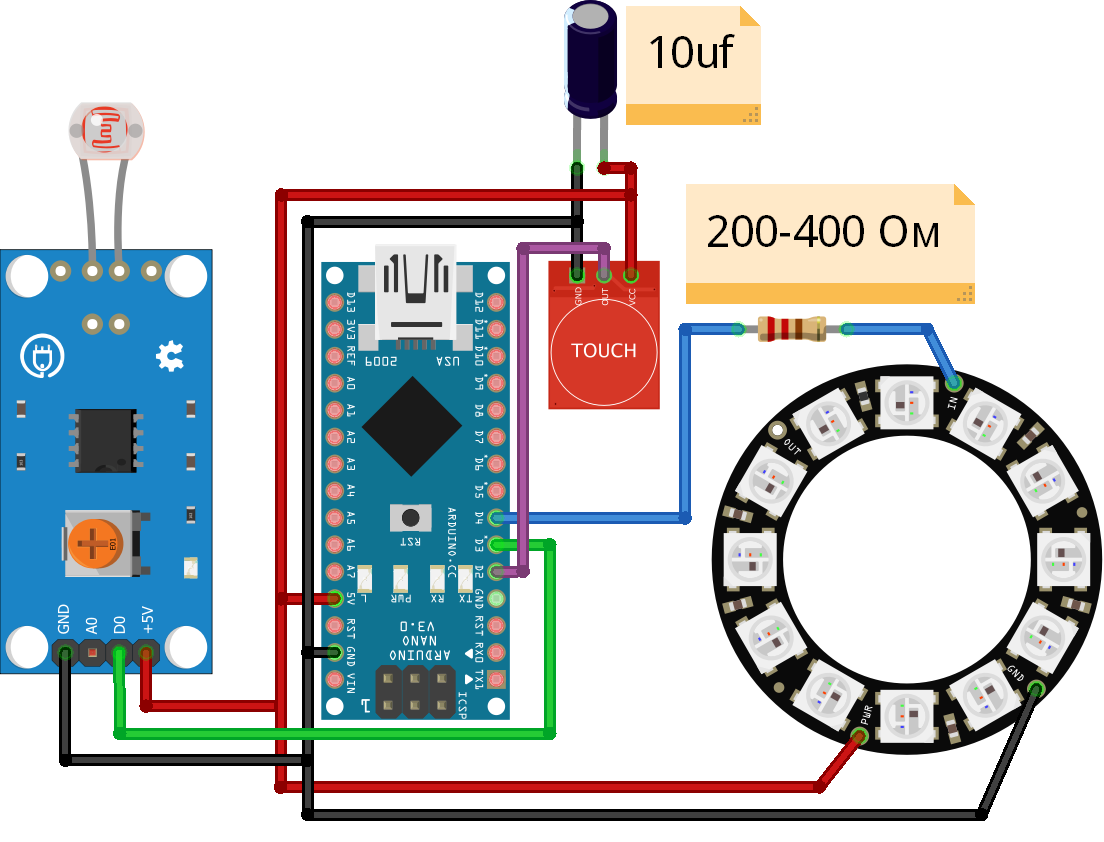 10uf
200-400 Ом
GND
OUT
VCC
TOUCH
GND
A0
D0
+5V
E01
D13
3V3
REF
A0
A1
A2
A3
A4
A5
A6
A7
5V
RST
GND
VIN
D12
D11
D10
D9
D8
D7
D6
D5
D4
D3
D2
GND
RST
RX0
TX1
USA
2009
RST
ARDUINO.CC
TX
RX
PWR
L
ARDUINO
NANO
V3.0
ICSP
1
IN
OUT
GND
PWR